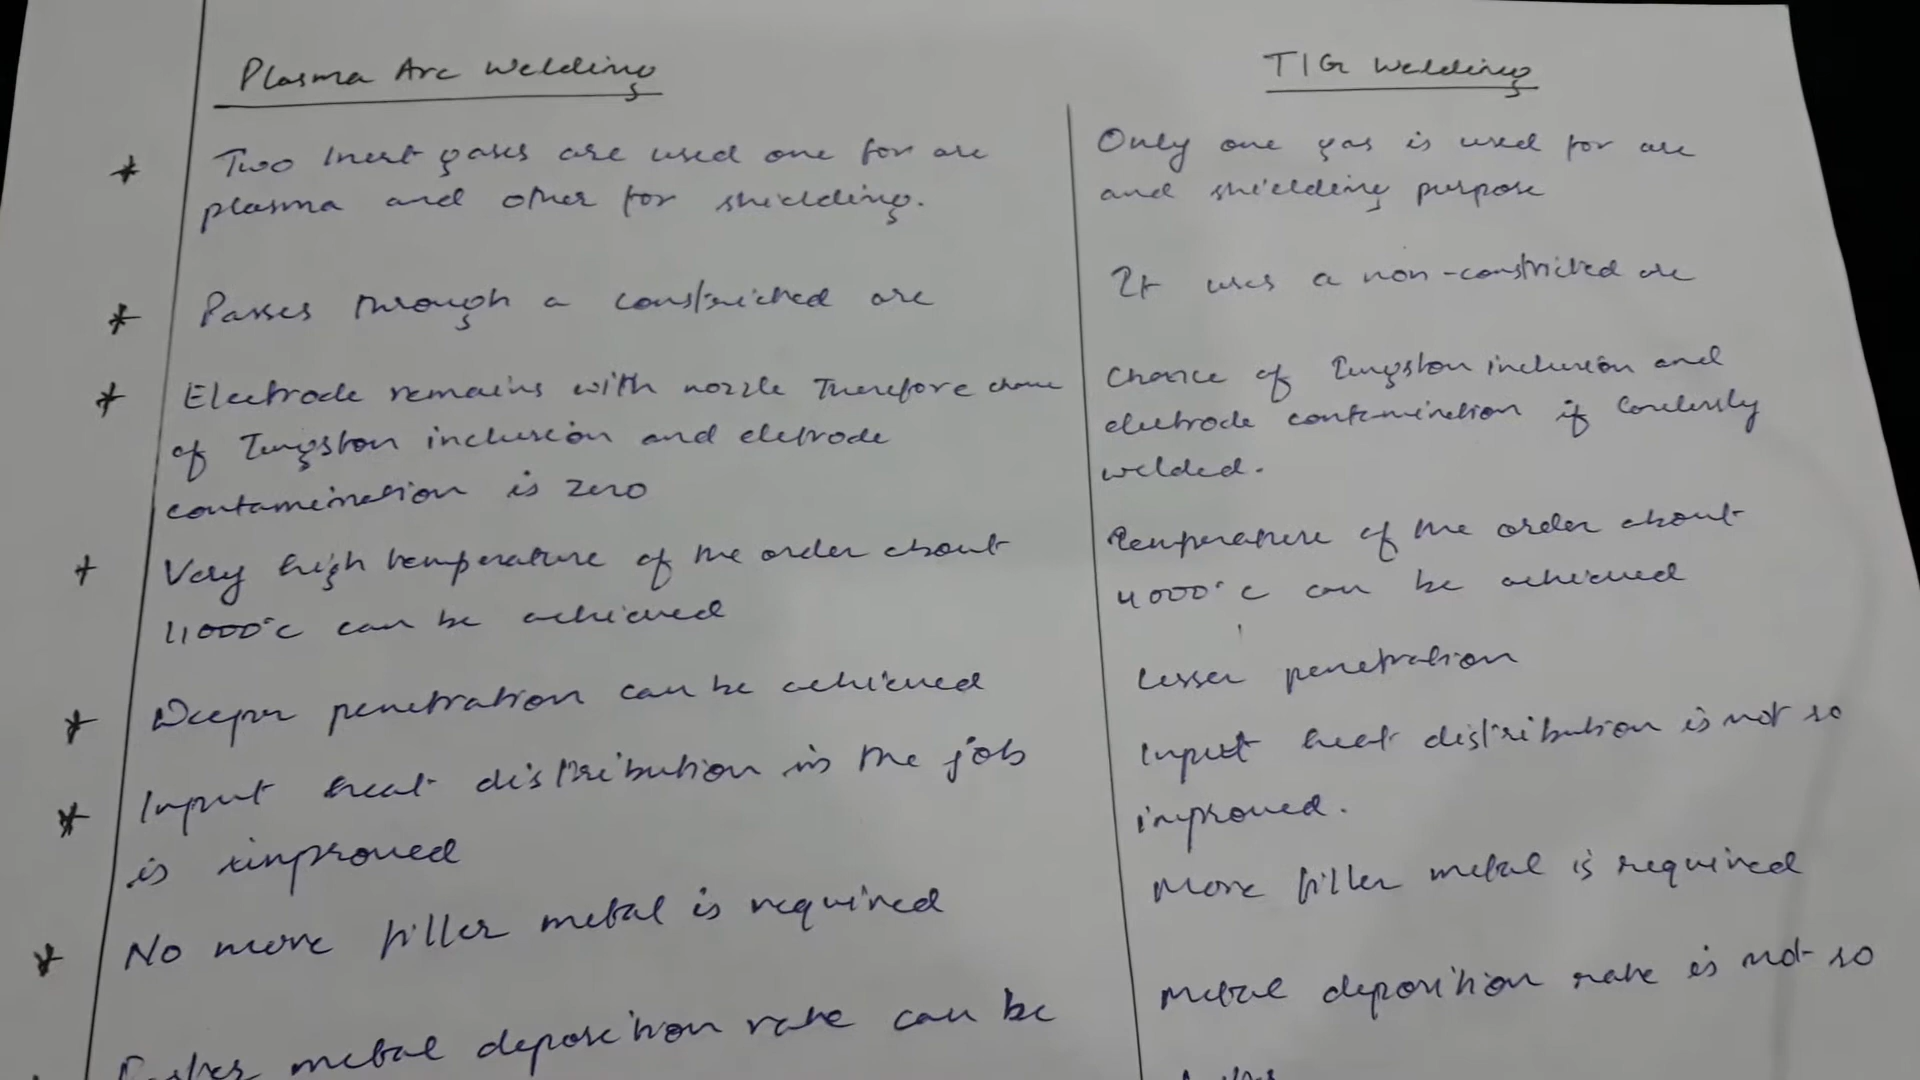 Plasma Arc Welding
* Two Inert gases are used one for arc
plasma and other for shieldding.
* Passes through a constricted arc
* Electrode remains with nozzle Therefore chance
of Tungston inclusion and eletrode
contamination is zero
+ Very high temperature of the order about
11000°C can be achieved
* Deeper penetration can be achieved
* Input heat distribution in the job
is improved
* No more filler metal is required
metal deposition rate can be
TIG Welding
Only one gas is used for arc
and shielding purpose
It uses a non-constricted arc
Chance of Tungston inclusion and
electrode contamination if
welded.
Temperature of the order about
4000°C can be achieved
Lesser penetration
Input heat distribution is not so
improved.
More filler metal is required
Metal deposition rate is not so